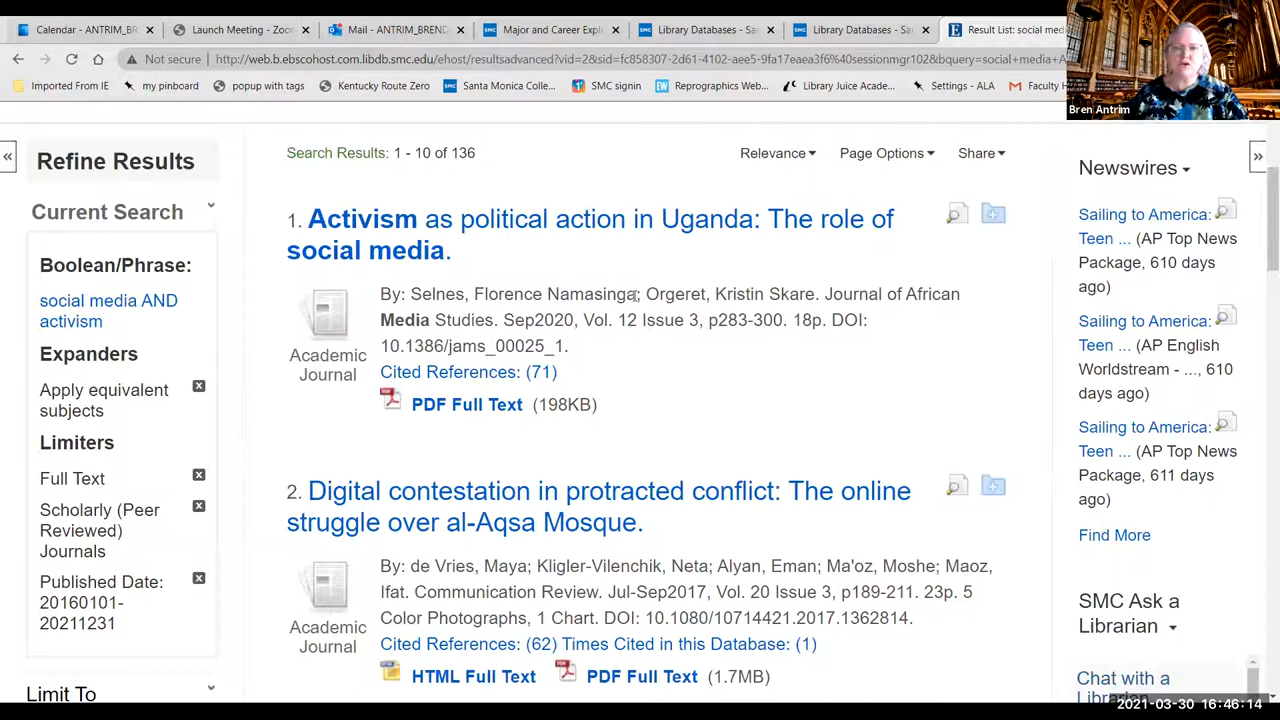 Calendar - ANTRIM_BR
Launch Meeting - Zoo
Mail - ANTRIM_BREND
SMC Major and Career Expl
SMC Library Databases - Sa
SMC Library Databases - Sa
Result List: social med
Not secure | http://web.b.ebscohost.com.libdb.smc.edu/ehost/resultsadvanced?vid=2&sid=fc858307-2d61-4102-aee5-9fa17eaea3f6%40sessionmgr102&bquery=social+media+A
Imported From IE
my pinboard
popup with tags
Kentucky Route Zero
SMC Santa Monica Colle...
SMC signin
EW Reprographics Web...
Library Juice Acade...
Settings - ALA
Faculty
Bren Antrim
Refine Results
Current Search
Boolean/Phrase:
social media AND
activism
Expanders
Apply equivalent
subjects
Limiters
Full Text
Scholarly (Peer
Reviewed)
Journals
Published Date:
20160101-
20211231
Limit To
Search Results: 1 - 10 of 136
Relevance
Page Options
Share
1. Activism as political action in Uganda: The role of
social media.
By: Selnes, Florence Namasinga; Orgeret, Kristin Skare. Journal of African
Media Studies. Sep2020, Vol. 12 Issue 3, p283-300. 18p. DOI:
10.1386/jams_00025_1.
Academic
Journal
Cited References: (71)
PDF Full Text (198KB)
2. Digital contestation in protracted conflict: The online
struggle over al-Aqsa Mosque.
By: de Vries, Maya; Kligler-Vilenchik, Neta; Alyan, Eman; Ma'oz, Moshe; Maoz,
Ifat. Communication Review. Jul-Sep2017, Vol. 20 Issue 3, p189-211. 23p. 5
Color Photographs, 1 Chart. DOI: 10.1080/10714421.2017.1362814.
Academic
Journal
Cited References: (62) Times Cited in this Database: (1)
HTML Full Text
PDF Full Text (1.7MB)
Newswires
Sailing to America:
Teen ... (AP Top News
Package, 610 days
ago)
Sailing to America:
Teen ... (AP English
Worldstream - ..., 610
days ago)
Sailing to America:
Teen ... (AP Top News
Package, 611 days
ago)
Find More
SMC Ask a
Librarian
Chat with a
Librarian
2021-03-30 16:46:14